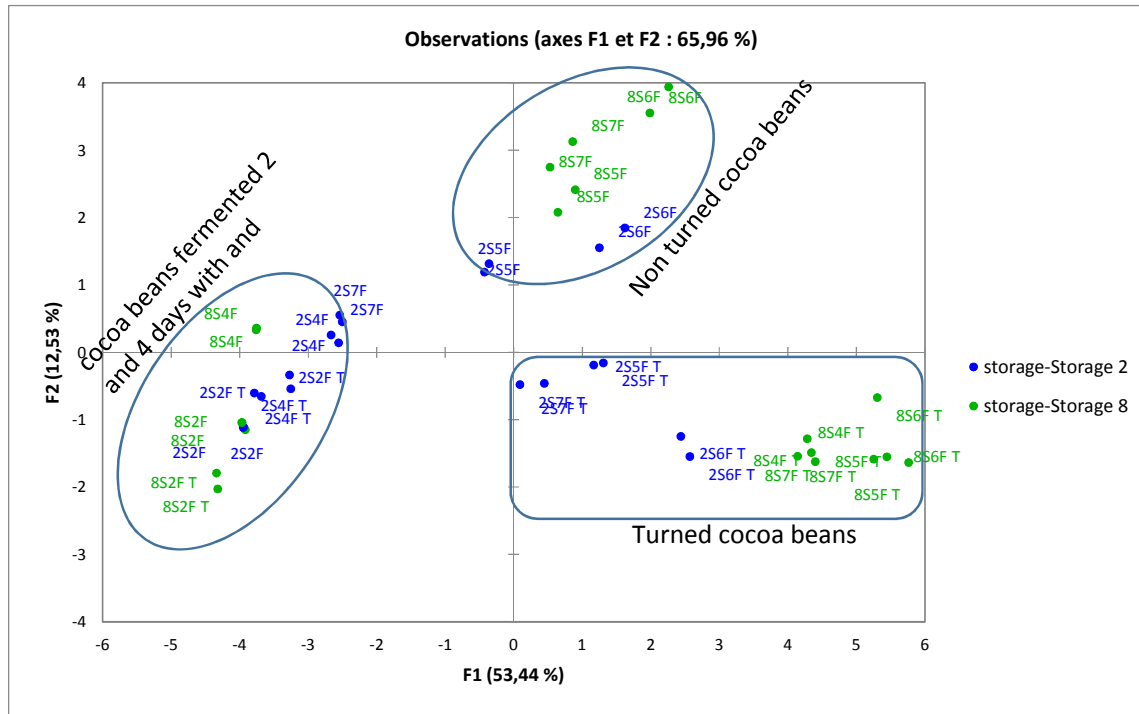 Observations (axes F1 et F2 : 65,96 %)
4
3
2
1
0
-1
-2
-3
-4
F2 (12,53 %)
cocoa beans fermented 2
and 4 days with and
Non turned cocoa beans
8S6F
8S6F
8S7F
8S7F
8S5F
8S5F
2S6F
2S6F
2S5F
2S5F
2S7F
2S7F
8S4F
8S4F
2S4F
2S4F
2S2F T
2S2F T
2S4F T
2S4F T
8S2F
8S2F
2S2F
2S2F
8S2F T
8S2F T
2S5F T
2S5F T
2S7F T
2S7F T
2S6F T
2S6F T
8S6F T
8S4F T
8S4F T
8S5F T
8S6F T
8S7F T
8S7F T
8S5F T
Turned cocoa beans
storage-Storage 2
storage-Storage 8
-6 -5 -4 -3 -2 -1 0 1 2 3 4 5 6
F1 (53,44 %)